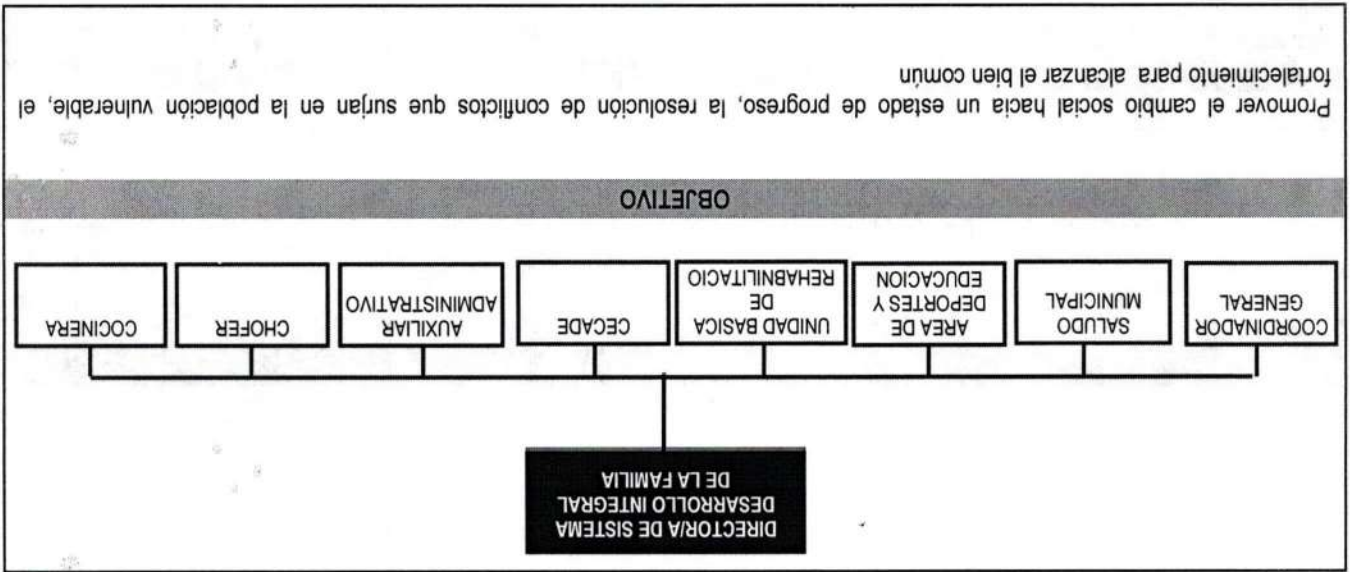 DIRECTOR/A DE SISTEMA
DESARROLLO INTEGRAL
DE LA FAMILIA
COORDINADOR
GENERAL
SALUDO
MUNICIPAL
AREA DE
DEPORTES Y
EDUCACION
UNIDAD BASICA
DE
REHABNILITACIO
CECADE
AUXILIAR
ADMINISTRATIVO
CHOFER
COCINERA
OBJETIVO
Promover el cambio social hacia un estado de progreso, la resolución de conflictos que surjan en la población vulnerable, el
fortalecimiento para alcanzar el bien común